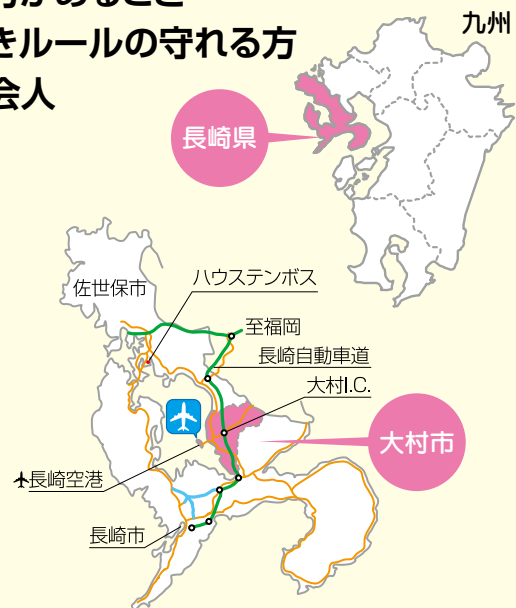 きルールの守れる方
会人
九州
長崎県
佐世保市
ハウステンボス
至福岡
長崎自動車道
大村I.C.
大村市
長崎空港
長崎市